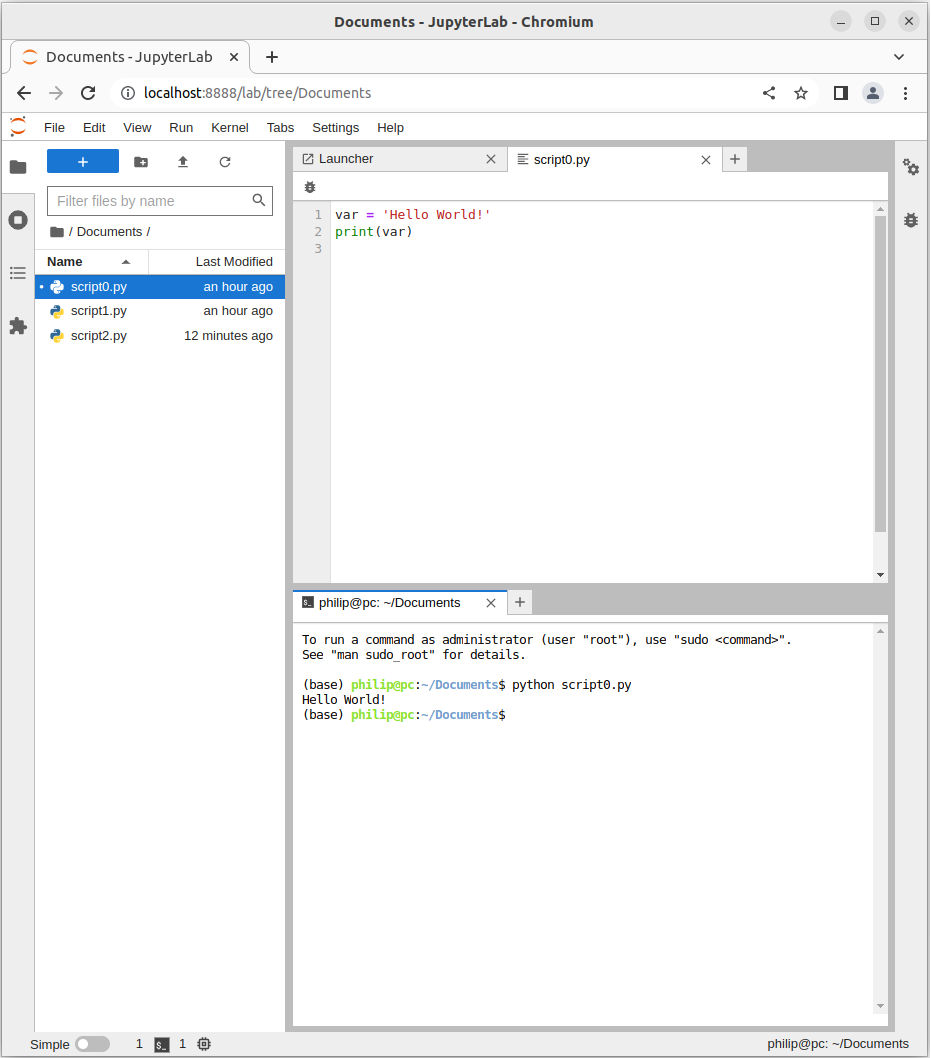 Documents - JupyterLab - Chromium
Documents - JupyterLab
localhost:8888/lab/tree/Documents
File Edit View Run Kernel Tabs Settings Help
Launcher
script0.py
Filter files by name
/ Documents /
Name Last Modified
script0.py an hour ago
script1.py an hour ago
script2.py 12 minutes ago
1 var = 'Hello World!'
2 print(var)
3
philip@pc: ~/Documents
To run a command as administrator (user "root"), use "sudo <command>".
See "man sudo_root" for details.
(base) philip@pc:~/Documents$ python script0.py
Hello World!
(base) philip@pc:~/Documents$
Simple 1 $_ 1
philip@pc: ~/Documents